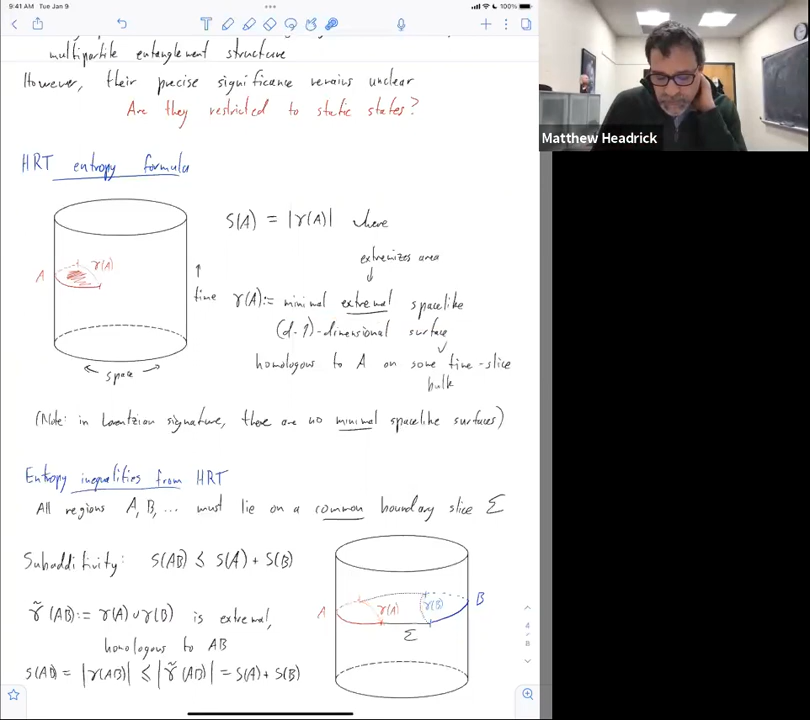 9:41 AM Tue Jan 9
100%
multipartite entanglement structure
However, their precise significance remains unclear
Are they restricted to static states?
HRT entropy formula
A
γ(A)
time
space
S(A) = |γ(A)| where
extremizes area
γ(A):= minimal extremal spacelike
(d-1)-dimensional surface
homologous to A on some time-slice
bulk
(Note: in Lorentzian signature, there are no minimal spacelike surfaces)
Entropy inequalities from HRT
All regions A, B, ... must lie on a common boundary slice Σ
Subadditivity: S(AB) ≤ S(A) + S(B)
γ̃(AB) := γ(A) ∪ γ(B) is extremal,
homologous to AB
S(AB) = |γ(AB)| ≤ |γ̃(AB)| = S(A) + S(B)
A
γ(A)
γ(B)
B
Σ
4
8
Matthew Headrick